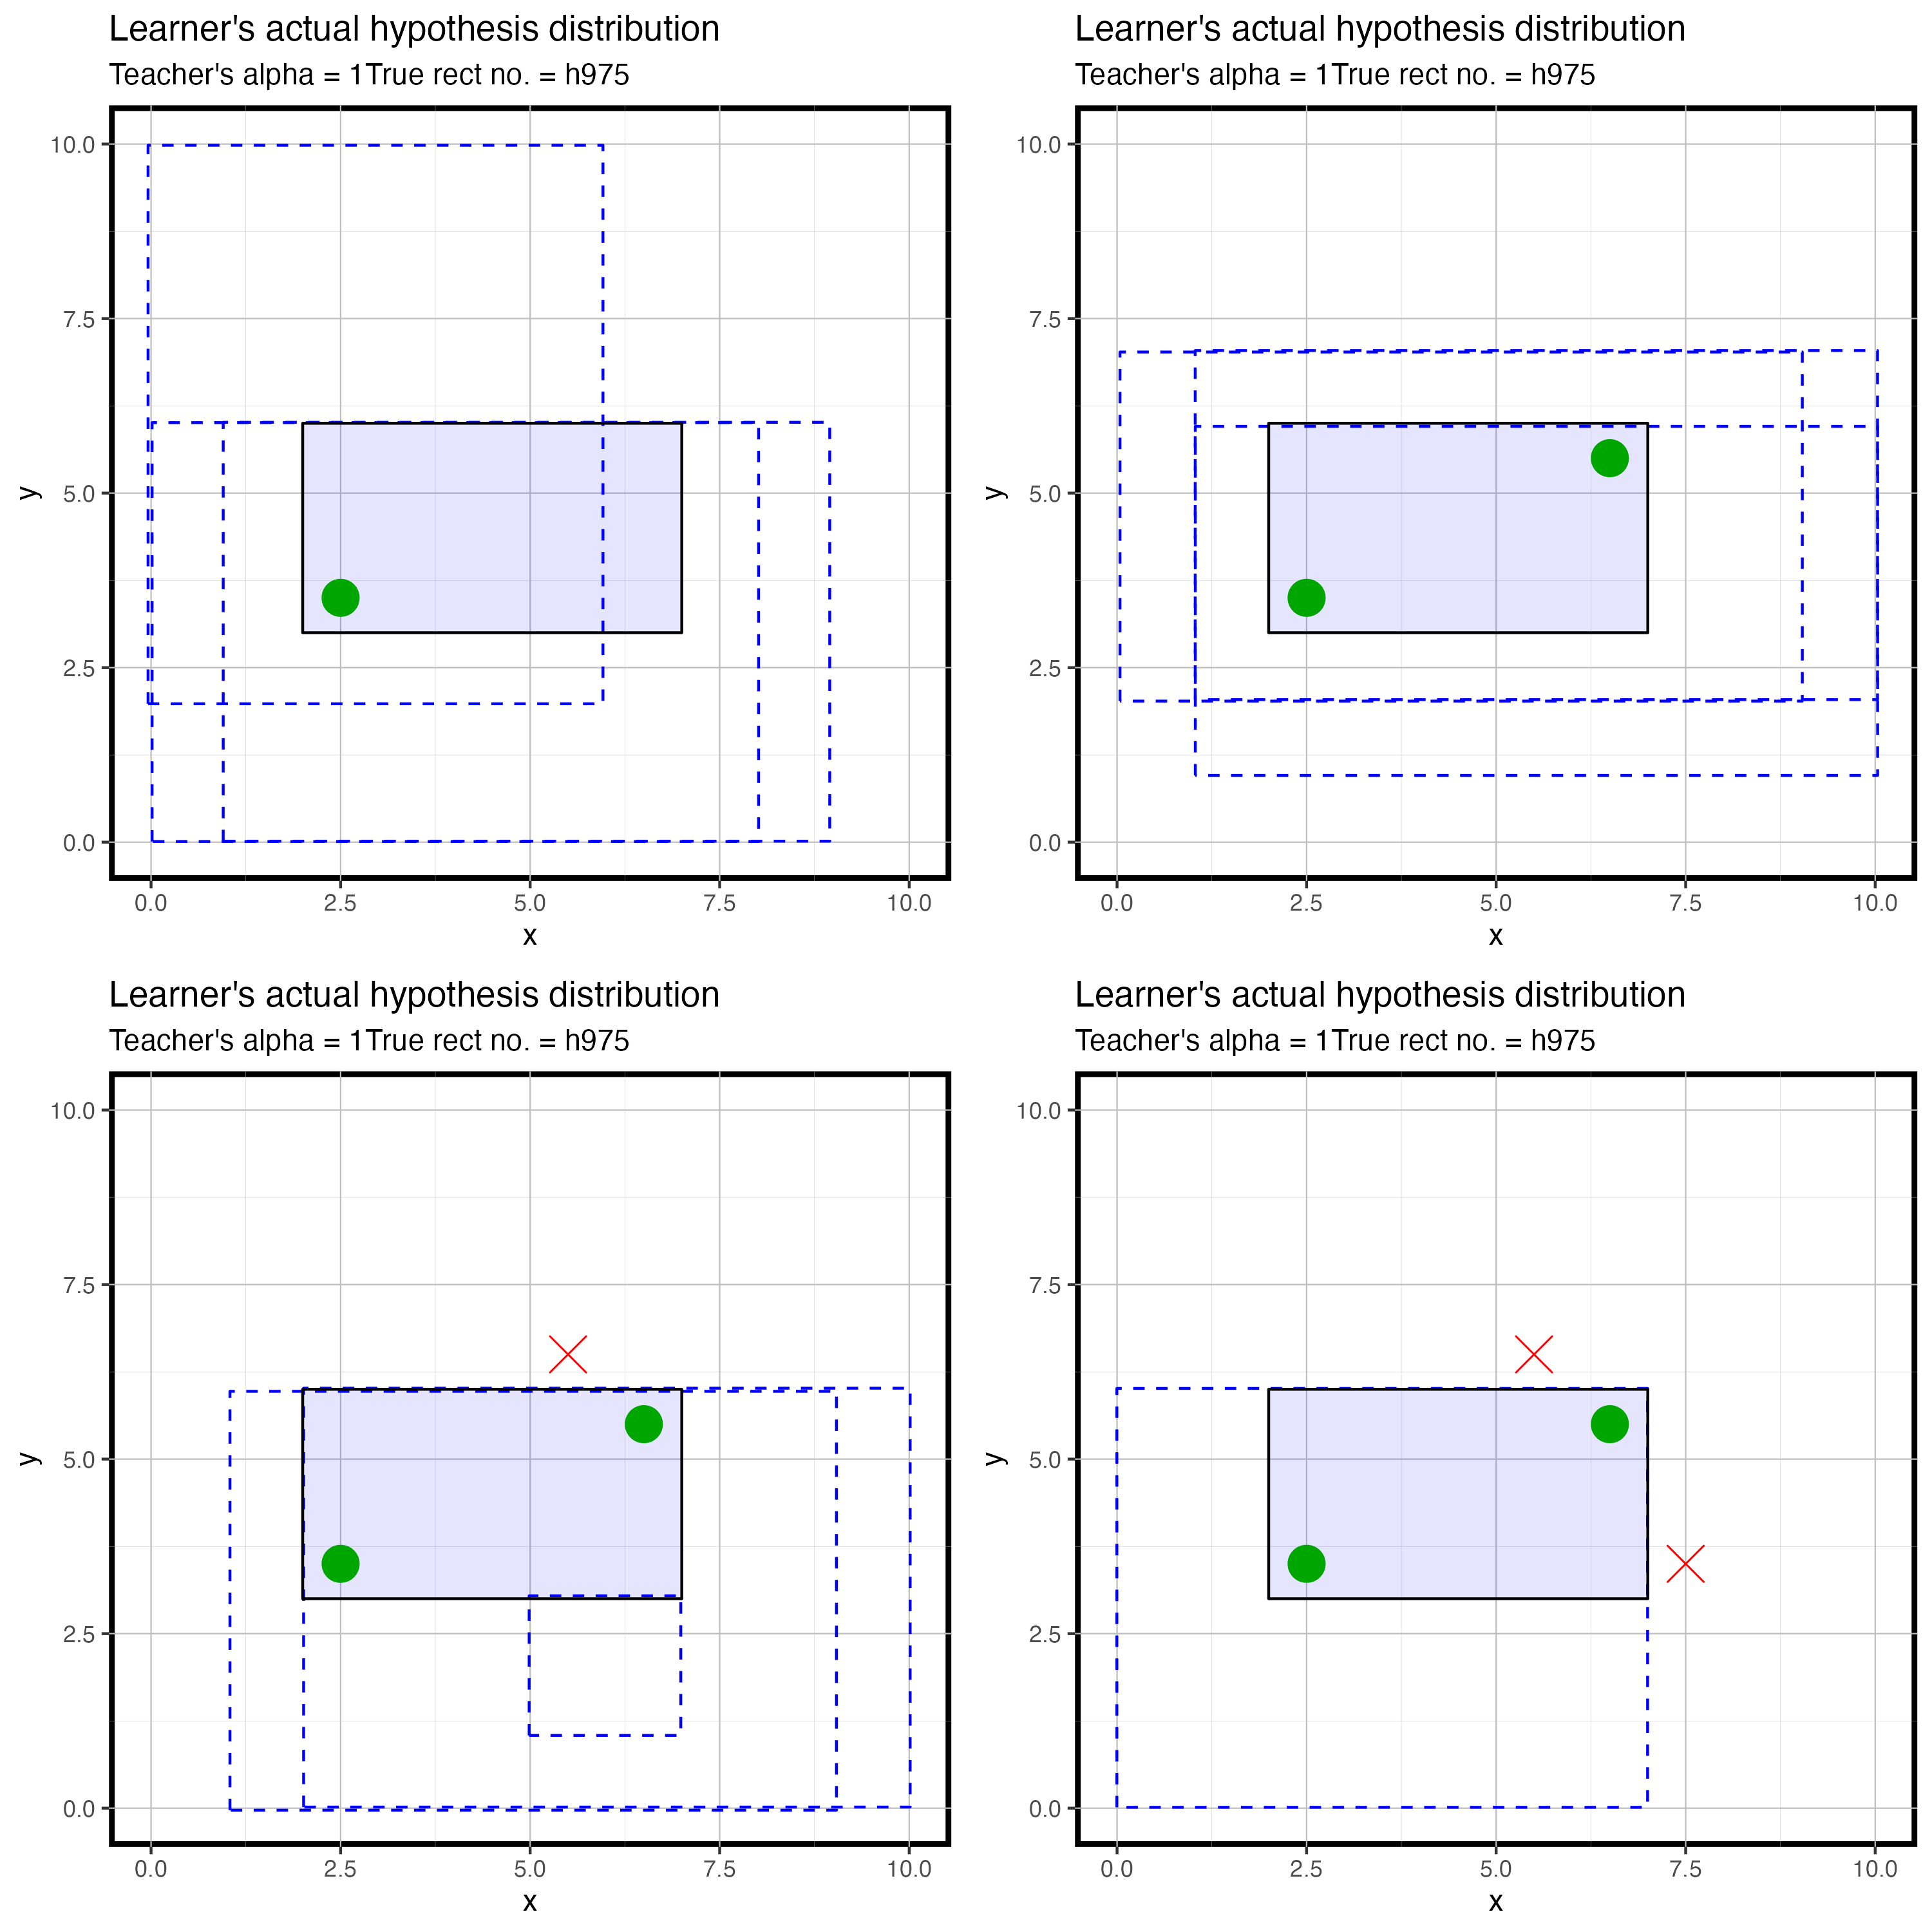 Learner's actual hypothesis distribution
Teacher's alpha = 1True rect no. = h975
10.0
7.5
5.0
2.5
0.0
y
0.0 2.5 5.0 7.5 10.0
x
Learner's actual hypothesis distribution
Teacher's alpha = 1True rect no. = h975
10.0
7.5
5.0
2.5
0.0
y
0.0 2.5 5.0 7.5 10.0
x
Learner's actual hypothesis distribution
Teacher's alpha = 1True rect no. = h975
10.0
7.5
5.0
2.5
0.0
y
0.0 2.5 5.0 7.5 10.0
x
Learner's actual hypothesis distribution
Teacher's alpha = 1True rect no. = h975
10.0
7.5
5.0
2.5
0.0
y
0.0 2.5 5.0 7.5 10.0
x